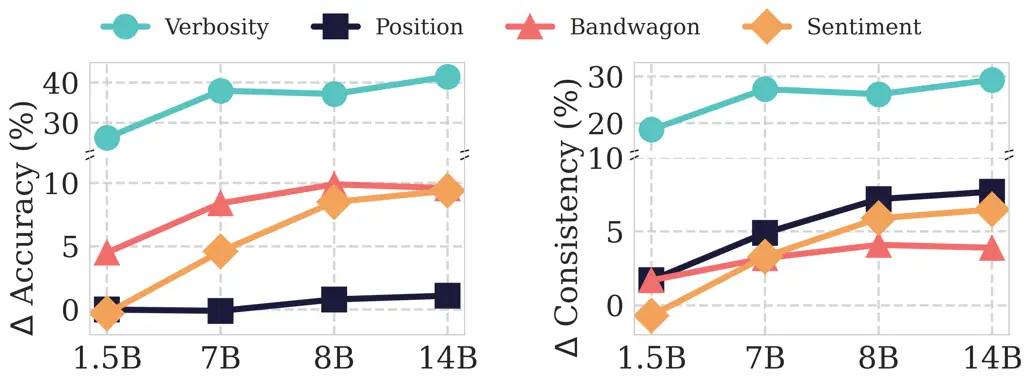 Verbosity Position Bandwagon Sentiment
Δ Accuracy (%)
40
30
10
5
0
1.5B 7B 8B 14B
Δ Consistency (%)
30
20
10
5
0
1.5B 7B 8B 14B